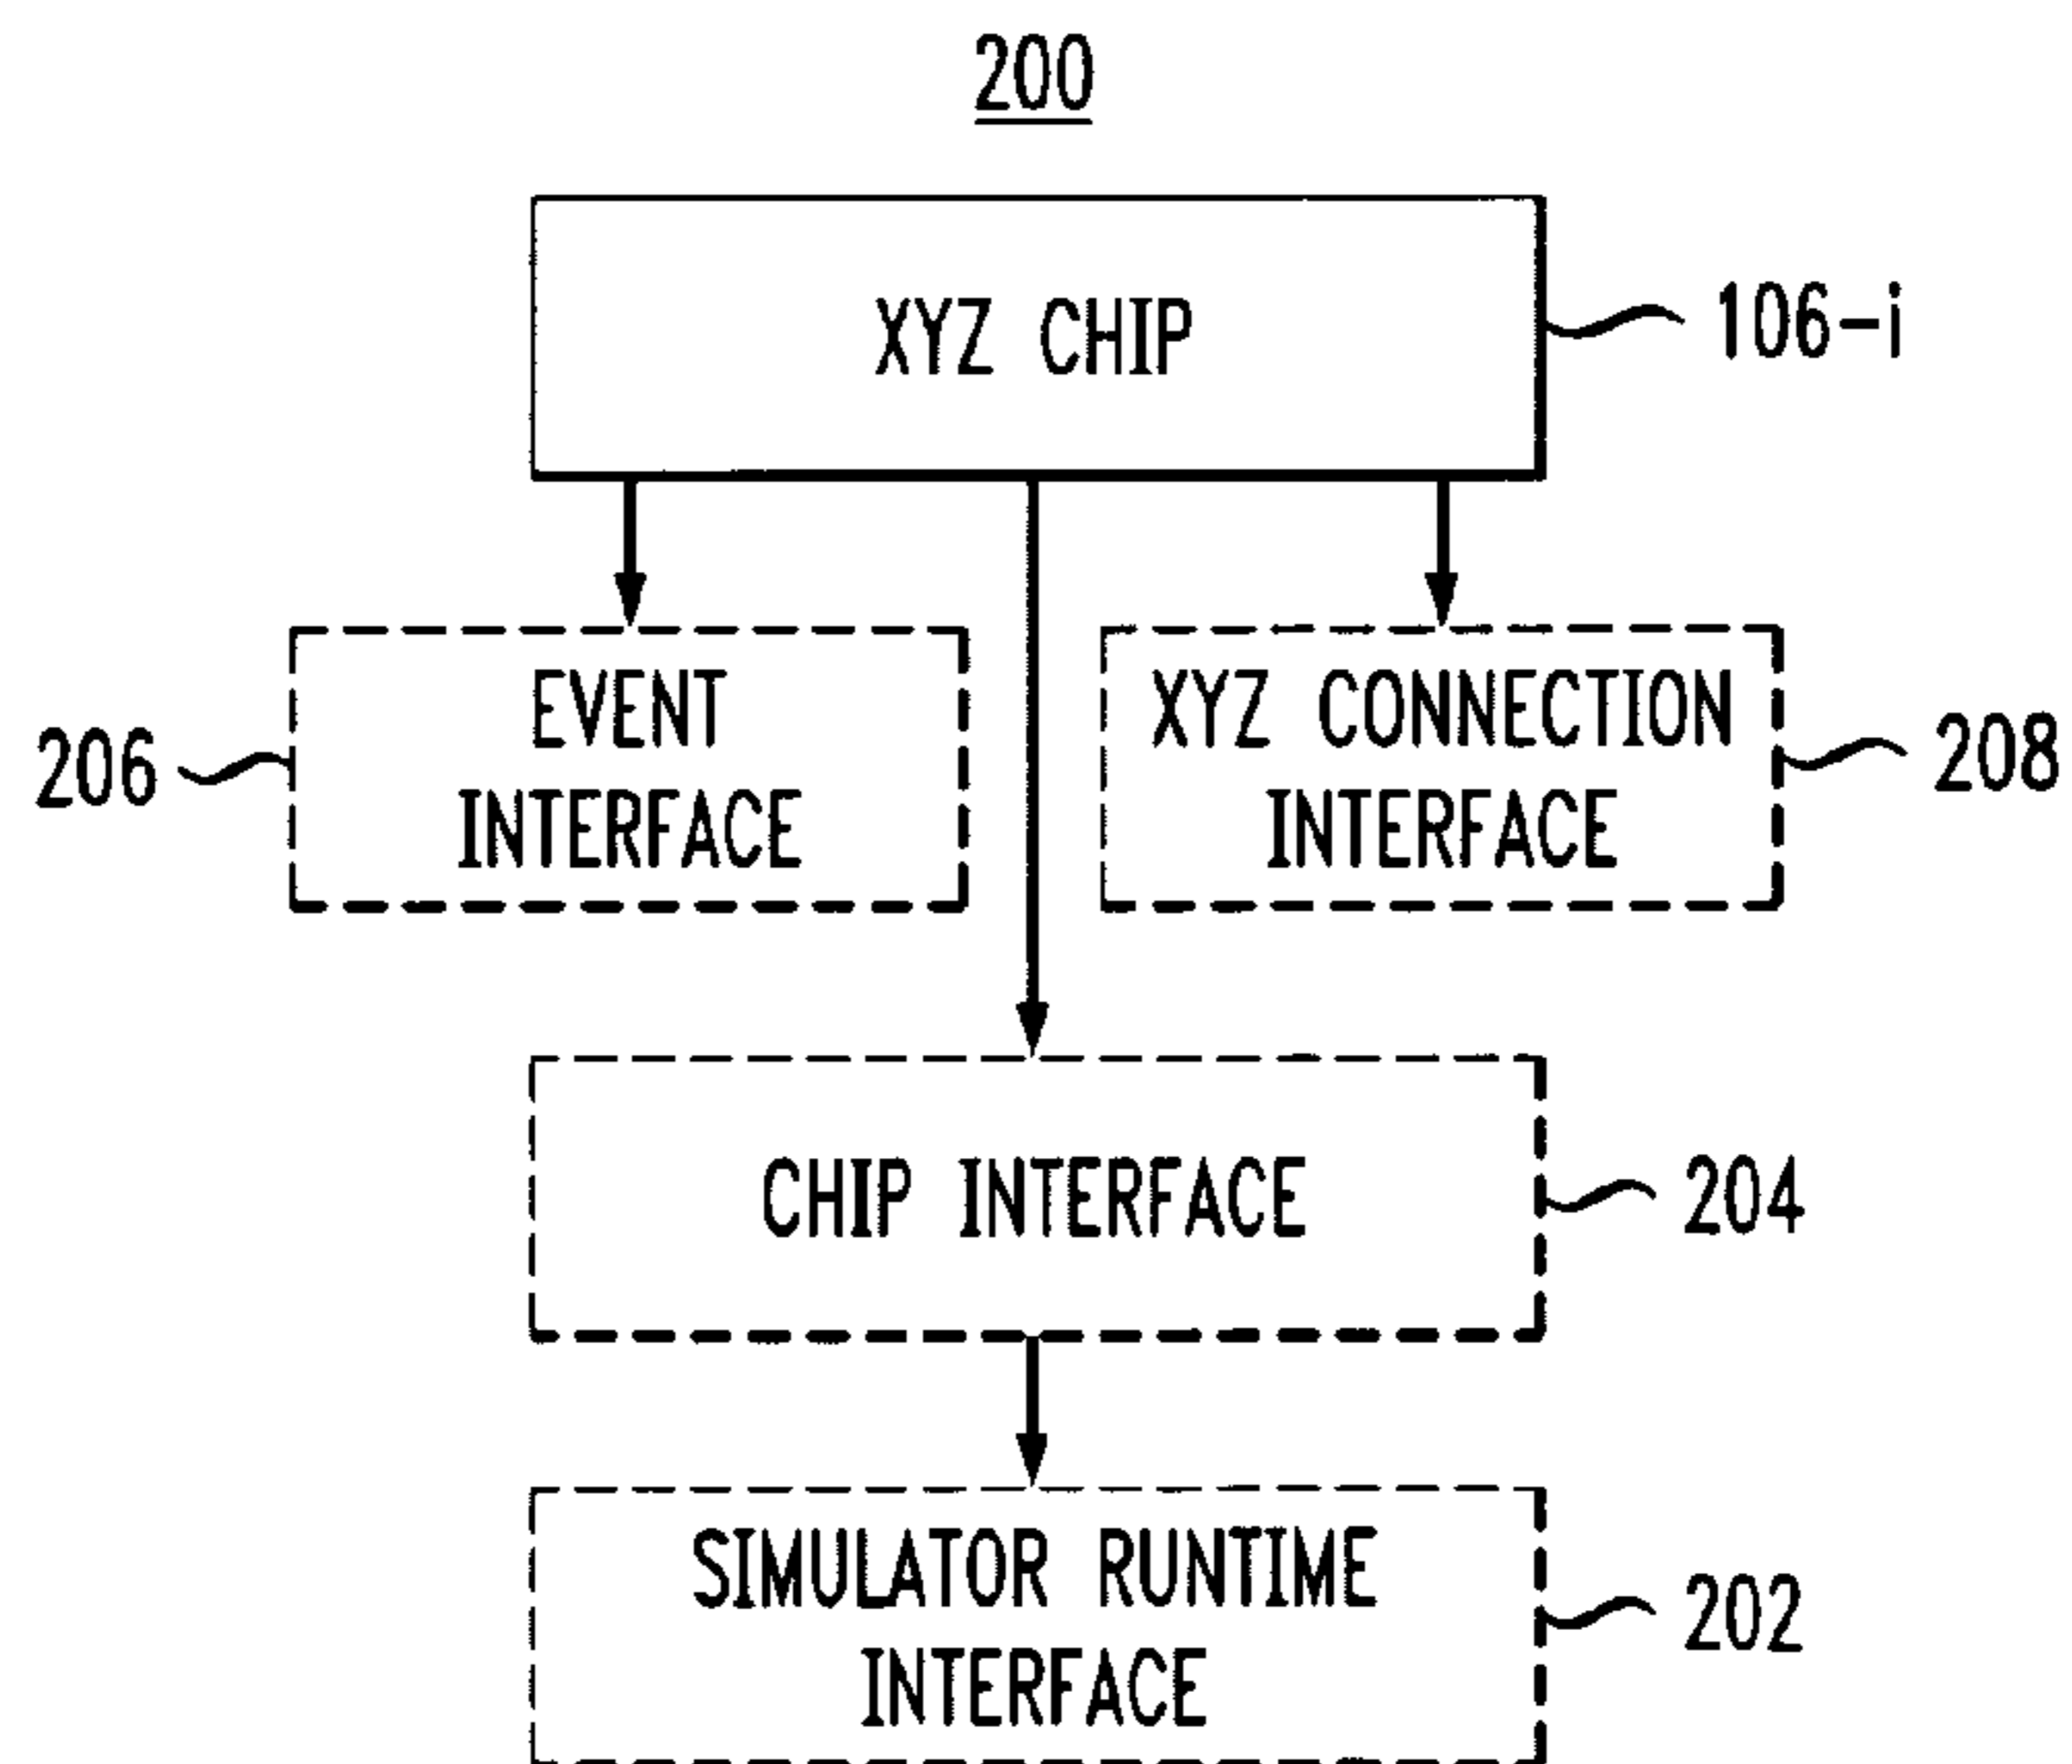 200
XYZ CHIP
106-i
EVENT
INTERFACE
206
XYZ CONNECTION
INTERFACE
208
CHIP INTERFACE
204
SIMULATOR RUNTIME
INTERFACE
202